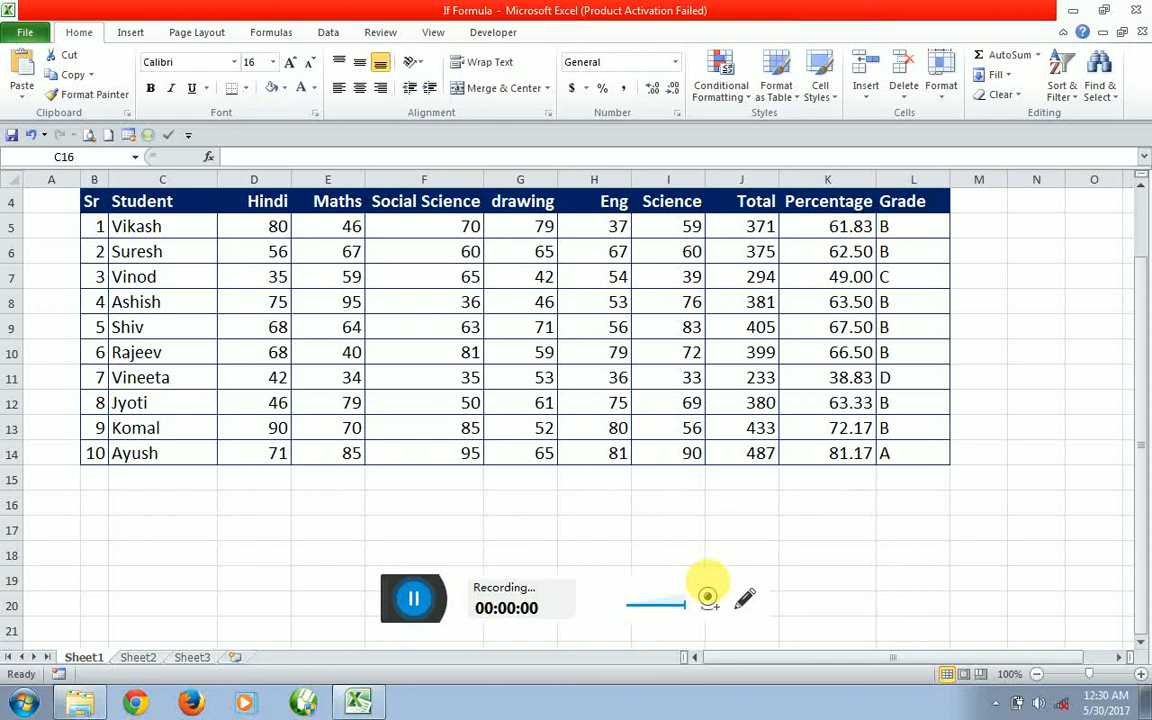 If Formula - Microsoft Excel (Product Activation Failed)
File Home Insert Page Layout Formulas Data Review View Developer
Cut Calibri 16 Wrap Text General AutoSum
Copy Fill
Paste Format Painter B I U A Merge & Center $ % , Conditional Formatting Format as Table Cell Styles Insert Delete Format Clear Sort & Filter Find & Select
Clipboard Font Alignment Number Styles Cells Editing
C16 fx
A B C D E F G H I J K L M N O
4 Sr Student Hindi Maths Social Science drawing Eng Science Total Percentage Grade
5 1 Vikash 80 46 70 79 37 59 371 61.83 B
6 2 Suresh 56 67 60 65 67 60 375 62.50 B
7 3 Vinod 35 59 65 42 54 39 294 49.00 C
8 4 Ashish 75 95 36 46 53 76 381 63.50 B
9 5 Shiv 68 64 63 71 56 83 405 67.50 B
10 6 Rajeev 68 40 81 59 79 72 399 66.50 B
11 7 Vineeta 42 34 35 53 36 33 233 38.83 D
12 8 Jyoti 46 79 50 61 75 69 380 63.33 B
13 9 Komal 90 70 85 52 80 56 433 72.17 B
14 10 Ayush 71 85 95 65 81 90 487 81.17 A
15
16
17
18
19 Recording...
20 00:00:00
21
Sheet1 Sheet2 Sheet3
Ready 100%
12:30 AM
5/30/2017